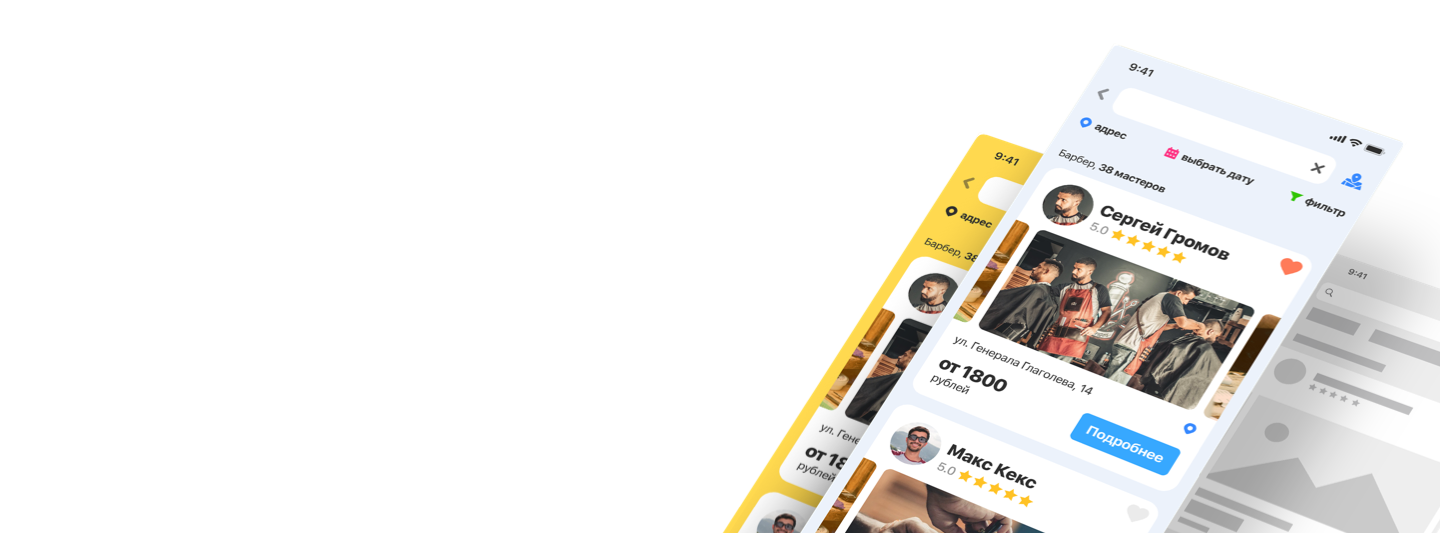 9:41
адрес
выбрать дату
фильтр
Барбер, 38 мастеров
Сергей Громов
5.0
ул. Генерала Глаголева, 14
от 1800
рублей
Подробнее
Макс Кекс
5.0
9:41
адрес
Барбер, 38
ул. Гене
от 18
рублей
9:41